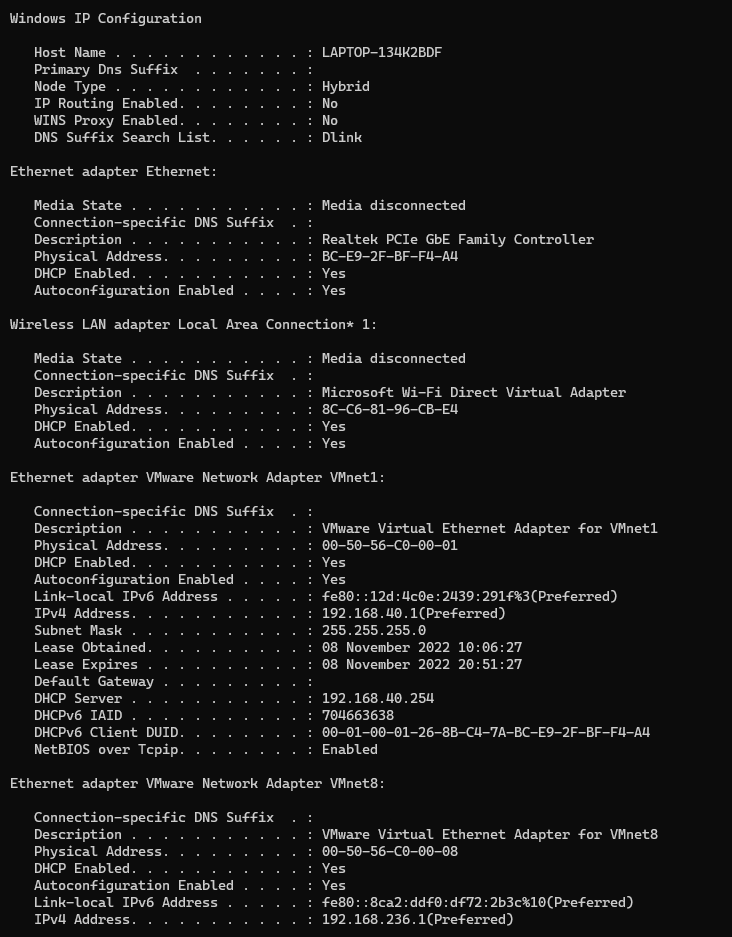 Windows IP Configuration
Host Name . . . . . . . . . . . . : LAPTOP-134K2BDF
Primary Dns Suffix  . . . . . . . :
Node Type . . . . . . . . . . . . : Hybrid
IP Routing Enabled. . . . . . . . : No
WINS Proxy Enabled. . . . . . . . : No
DNS Suffix Search List. . . . . . : Dlink
Ethernet adapter Ethernet:
Media State . . . . . . . . . . . : Media disconnected
Connection-specific DNS Suffix  . :
Description . . . . . . . . . . . : Realtek PCIe GbE Family Controller
Physical Address. . . . . . . . . : BC-E9-2F-BF-F4-A4
DHCP Enabled. . . . . . . . . . . : Yes
Autoconfiguration Enabled . . . . : Yes
Wireless LAN adapter Local Area Connection* 1:
Media State . . . . . . . . . . . : Media disconnected
Connection-specific DNS Suffix  . :
Description . . . . . . . . . . . : Microsoft Wi-Fi Direct Virtual Adapter
Physical Address. . . . . . . . . : 8C-C6-81-96-CB-E4
DHCP Enabled. . . . . . . . . . . : Yes
Autoconfiguration Enabled . . . . : Yes
Ethernet adapter VMware Network Adapter VMnet1:
Connection-specific DNS Suffix  . :
Description . . . . . . . . . . . : VMware Virtual Ethernet Adapter for VMnet1
Physical Address. . . . . . . . . : 00-50-56-C0-00-01
DHCP Enabled. . . . . . . . . . . : Yes
Autoconfiguration Enabled . . . . : Yes
Link-local IPv6 Address . . . . . : fe80::12d:4c0e:2439:291f%3(Preferred)
IPv4 Address. . . . . . . . . . . : 192.168.40.1(Preferred)
Subnet Mask . . . . . . . . . . . : 255.255.255.0
Lease Obtained. . . . . . . . . . : 08 November 2022 10:06:27
Lease Expires . . . . . . . . . . : 08 November 2022 20:51:27
Default Gateway . . . . . . . . . :
DHCP Server . . . . . . . . . . . : 192.168.40.254
DHCPv6 IAID . . . . . . . . . . . : 704663638
DHCPv6 Client DUID. . . . . . . . : 00-01-00-01-26-8B-C4-7A-BC-E9-2F-BF-F4-A4
NetBIOS over Tcpip. . . . . . . . : Enabled
Ethernet adapter VMware Network Adapter VMnet8:
Connection-specific DNS Suffix  . :
Description . . . . . . . . . . . : VMware Virtual Ethernet Adapter for VMnet8
Physical Address. . . . . . . . . : 00-50-56-C0-00-08
DHCP Enabled. . . . . . . . . . . : Yes
Autoconfiguration Enabled . . . . : Yes
Link-local IPv6 Address . . . . . : fe80::8ca2:ddf0:df72:2b3c%10(Preferred)
IPv4 Address. . . . . . . . . . . : 192.168.236.1(Preferred)